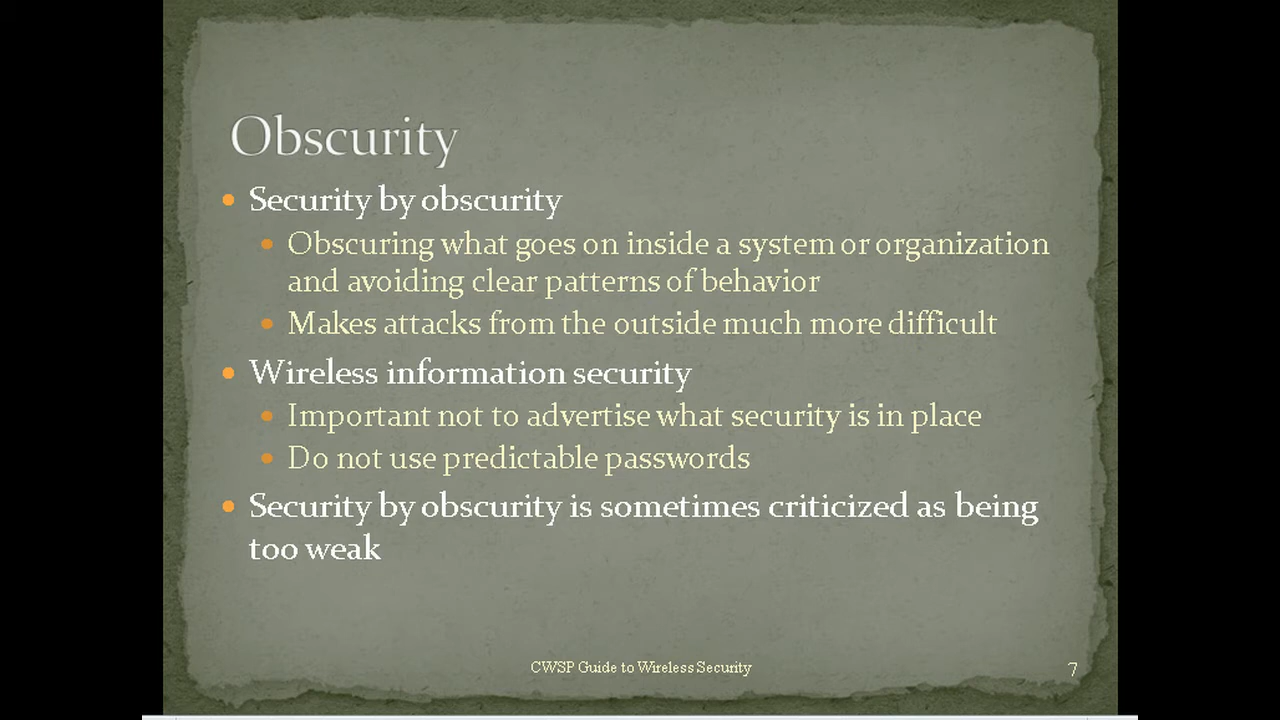 Obscurity
Security by obscurity
Obscuring what goes on inside a system or organization
and avoiding clear patterns of behavior
Makes attacks from the outside much more difficult
Wireless information security
Important not to advertise what security is in place
Do not use predictable passwords
Security by obscurity is sometimes criticized as being
too weak
CWSP Guide to Wireless Security
7